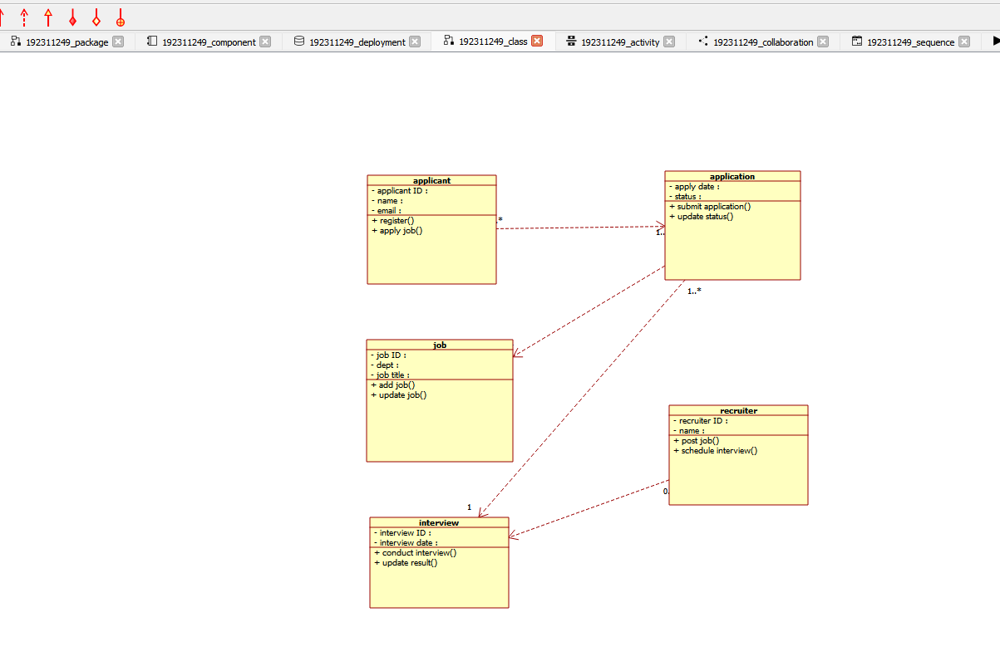 192311249_package
192311249_component
192311249_deployment
192311249_class
192311249_activity
192311249_collaboration
192311249_sequence
applicant
- applicant ID :
- name :
- email :
+ register()
+ apply job()
.*
1..
application
- apply date :
- status :
+ submit application()
+ update status()
1..*
job
- job ID :
- dept :
- job title :
+ add job()
+ update job()
recruiter
- recruiter ID :
- name :
+ post job()
+ schedule interview()
0.
1
interview
- interview ID :
- interview date :
+ conduct interview()
+ update result()